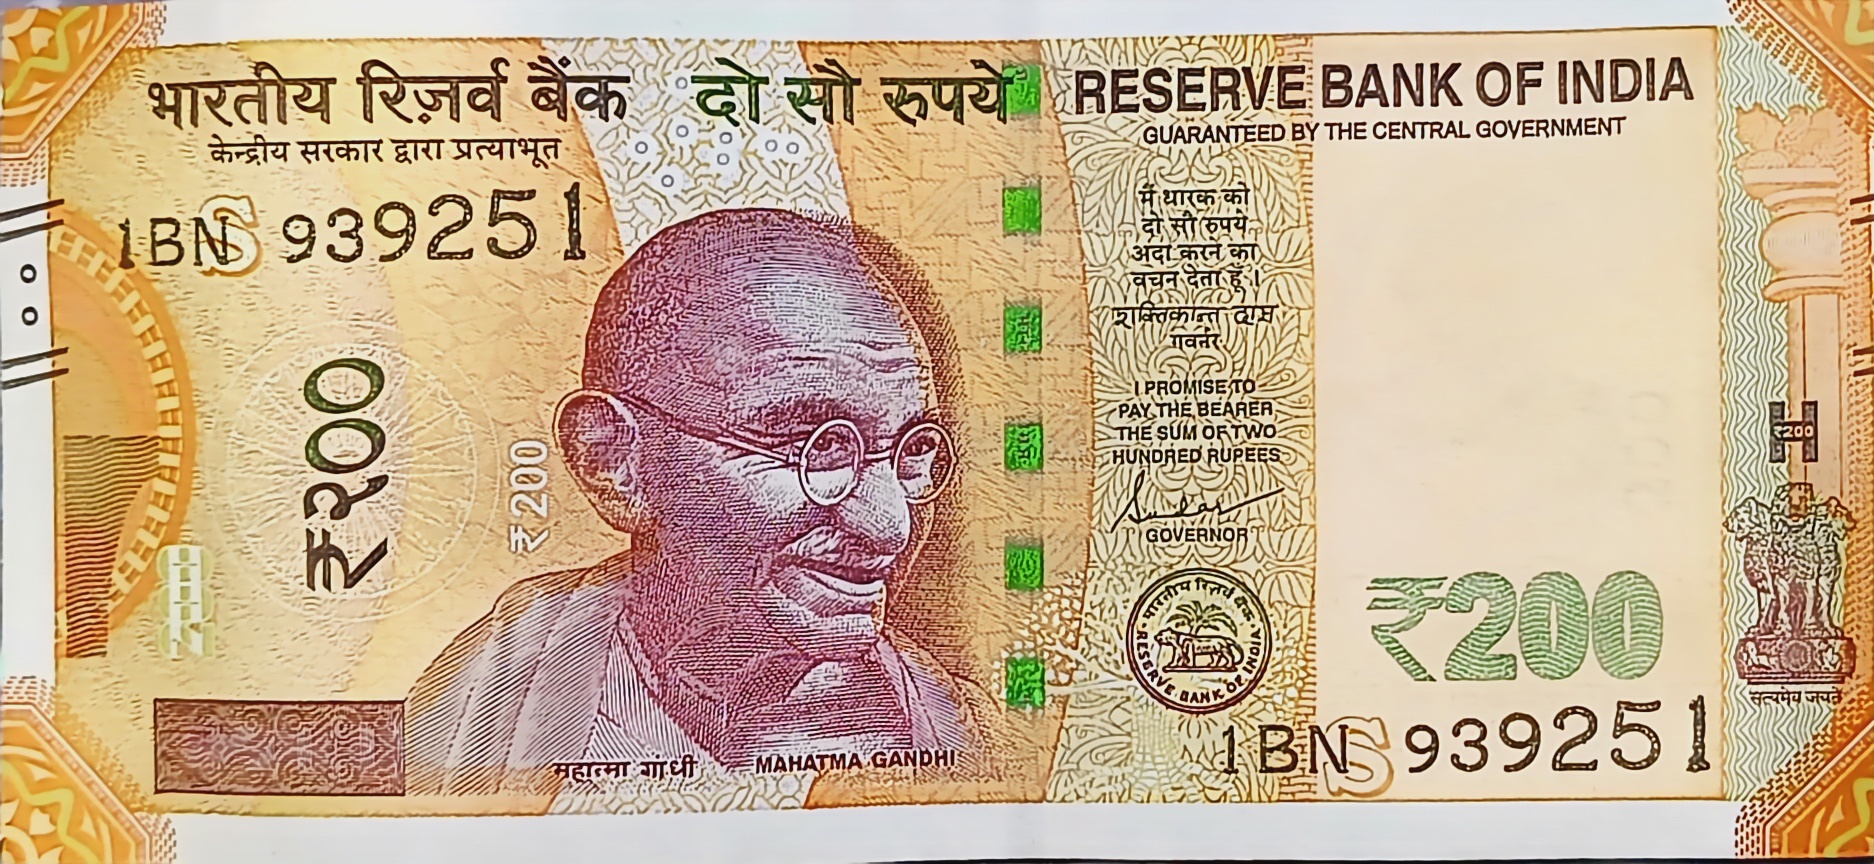 भारतीय रिज़र्व बैंक दो सौ रुपये RESERVE BANK OF INDIA
केन्द्रीय सरकार द्वारा प्रत्याभूत GUARANTEED BY THE CENTRAL GOVERNMENT
1BN S 939251
मैं धारक को
दो सौ रुपये
अदा करने का
वचन देता हूँ।
शक्तिकान्त दास
गवर्नर
I PROMISE TO
PAY THE BEARER
THE SUM OF TWO
HUNDRED RUPEES
GOVERNOR
₹२००
₹200
H
200
भारतीय रिज़र्व बैंक
RESERVE BANK OF INDIA
₹200
सत्यमेव जयते
1BN S 939251
महात्मा गांधी MAHATMA GANDHI